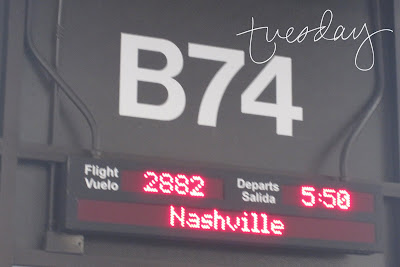 tuesday
B74
Flight 2882 Departs 5:50
Vuelo Salida
Nashville